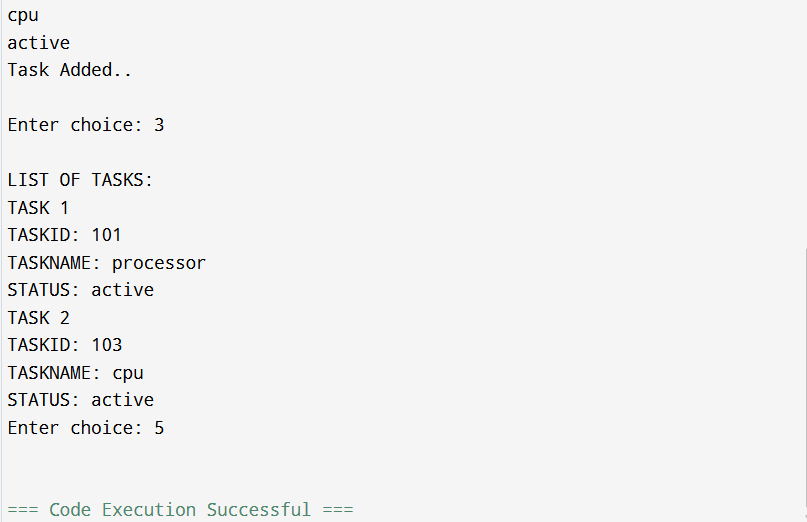 cpu
active
Task Added..
Enter choice: 3
LIST OF TASKS:
TASK 1
TASKID: 101
TASKNAME: processor
STATUS: active
TASK 2
TASKID: 103
TASKNAME: cpu
STATUS: active
Enter choice: 5
=== Code Execution Successful ===